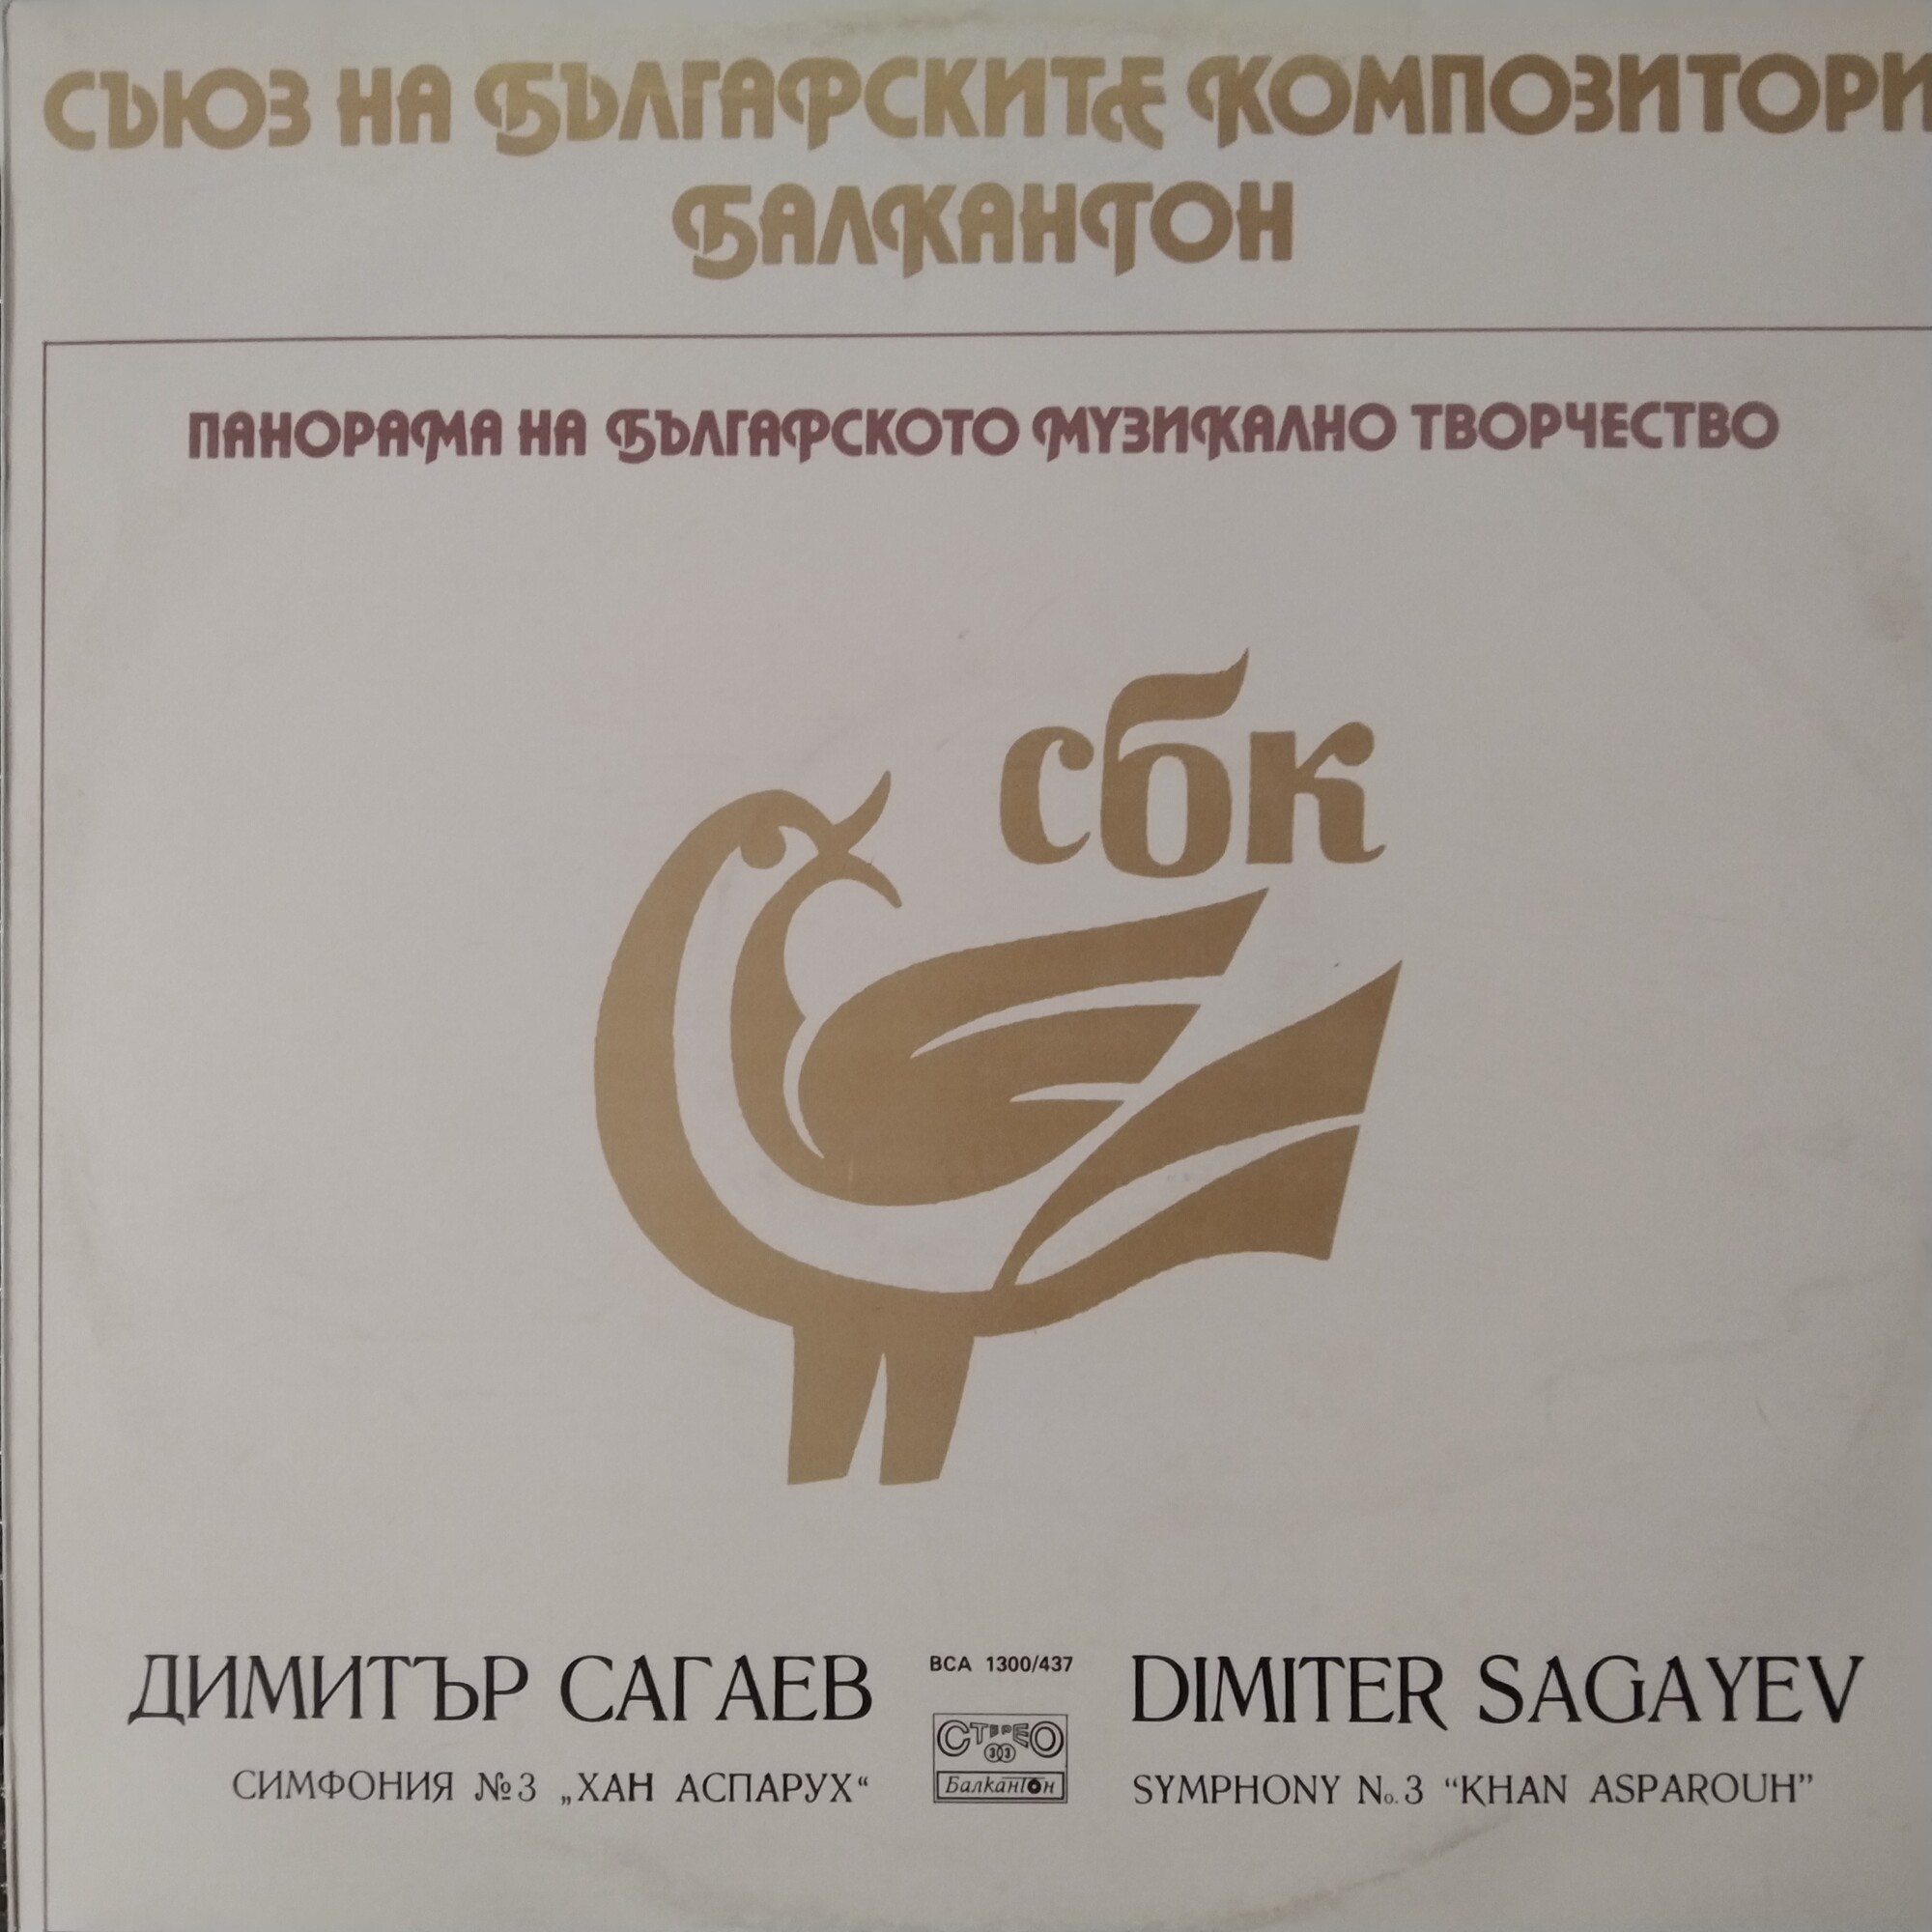 СЪЮЗ НА БЪЛГАРСКИТЕ КОМПОЗИТОРИ
БАЛКАНТОН
ПАНОРАМА НА БЪЛГАРСКОТО МУЗИКАЛНО ТВОРЧЕСТВО
сбк
ДИМИТЪР САГАЕВ
СИМФОНИЯ №3 „ХАН АСПАРУХ“
ВСА 1300/437
СТЕРЕО
33
Балкантон
DIMITER SAGAYEV
SYMPHONY No. 3 “KHAN ASPAROUH”